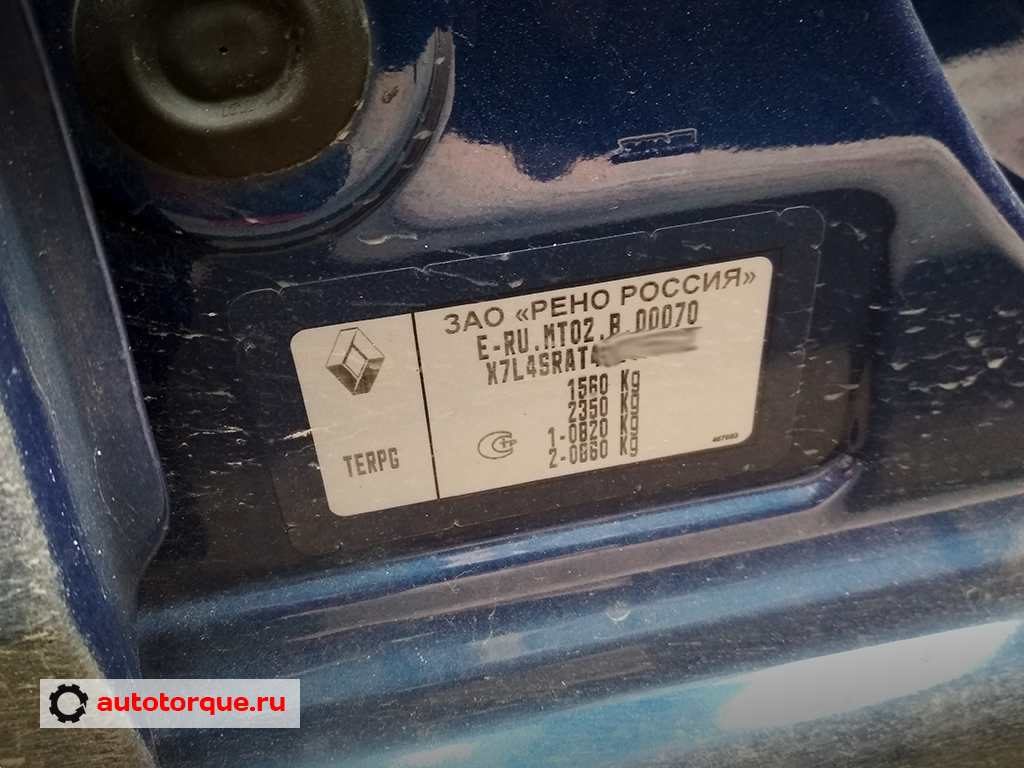 ЗАО «РЕНО РОССИЯ»
E-RU.MT02.B.00070
X7L4SRAT4
1560 Kg
2350 Kg
1-0820 Kg
2-0860 Kg
TERPG
autotorque.ru